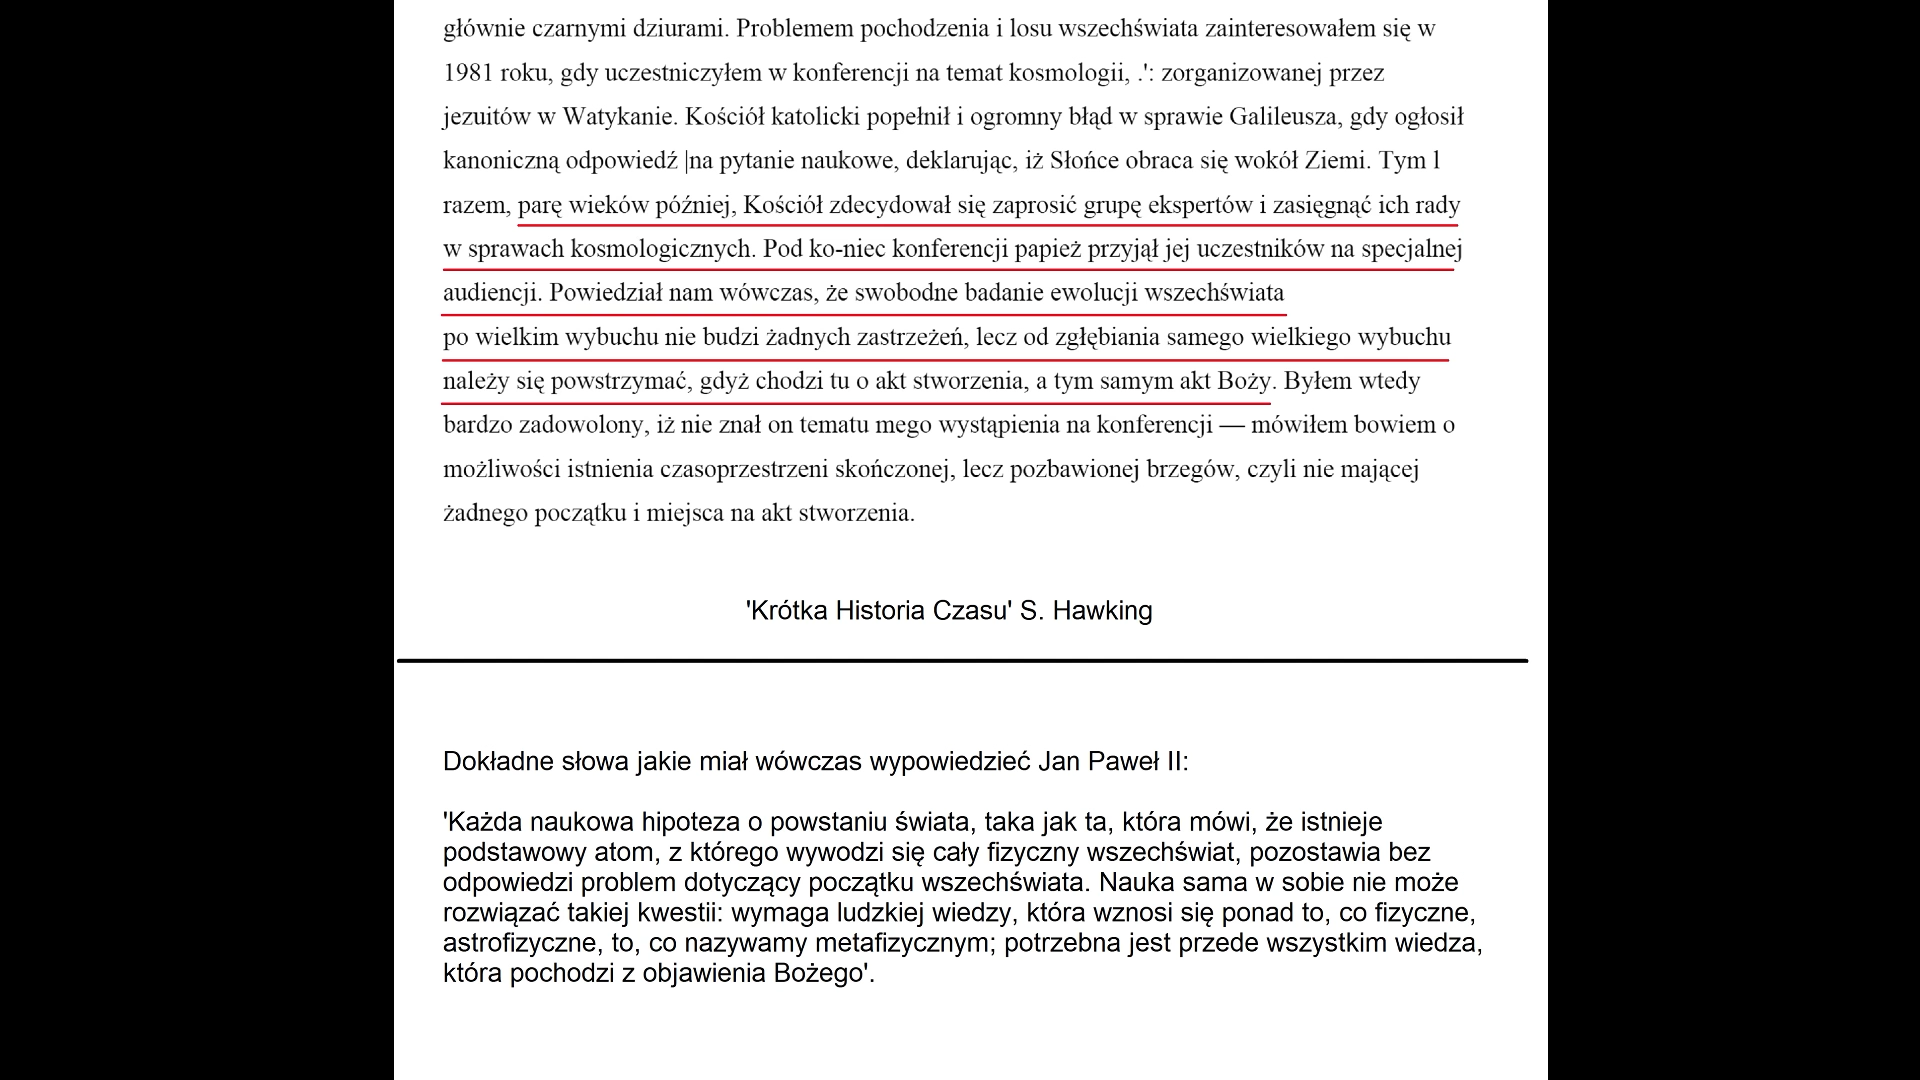 głównie czarnymi dziurami. Problemem pochodzenia i losu wszechświata zainteresowałem się w
1981 roku, gdy uczestniczyłem w konferencji na temat kosmologii, .': zorganizowanej przez
jezuitów w Watykanie. Kościół katolicki popełnił i ogromny błąd w sprawie Galileusza, gdy ogłosił
kanoniczną odpowiedź |na pytanie naukowe, deklarując, iż Słońce obraca się wokół Ziemi. Tym l
razem, parę wieków później, Kościół zdecydował się zaprosić grupę ekspertów i zasięgnąć ich rady
w sprawach kosmologicznych. Pod ko-niec konferencji papież przyjął jej uczestników na specjalnej
audiencji. Powiedział nam wówczas, że swobodne badanie ewolucji wszechświata
po wielkim wybuchu nie budzi żadnych zastrzeżeń, lecz od zgłębiania samego wielkiego wybuchu
należy się powstrzymać, gdyż chodzi tu o akt stworzenia, a tym samym akt Boży. Byłem wtedy
bardzo zadowolony, iż nie znał on tematu mego wystąpienia na konferencji — mówiłem bowiem o
możliwości istnienia czasoprzestrzeni skończonej, lecz pozbawionej brzegów, czyli nie mającej
żadnego początku i miejsca na akt stworzenia.
'Krótka Historia Czasu' S. Hawking
Dokładne słowa jakie miał wówczas wypowiedzieć Jan Paweł II:
'Każda naukowa hipoteza o powstaniu świata, taka jak ta, która mówi, że istnieje
podstawowy atom, z którego wywodzi się cały fizyczny wszechświat, pozostawia bez
odpowiedzi problem dotyczący początku wszechświata. Nauka sama w sobie nie może
rozwiązać takiej kwestii: wymaga ludzkiej wiedzy, która wznosi się ponad to, co fizyczne,
astrofizyczne, to, co nazywamy metafizycznym; potrzebna jest przede wszystkim wiedza,
która pochodzi z objawienia Bożego'.